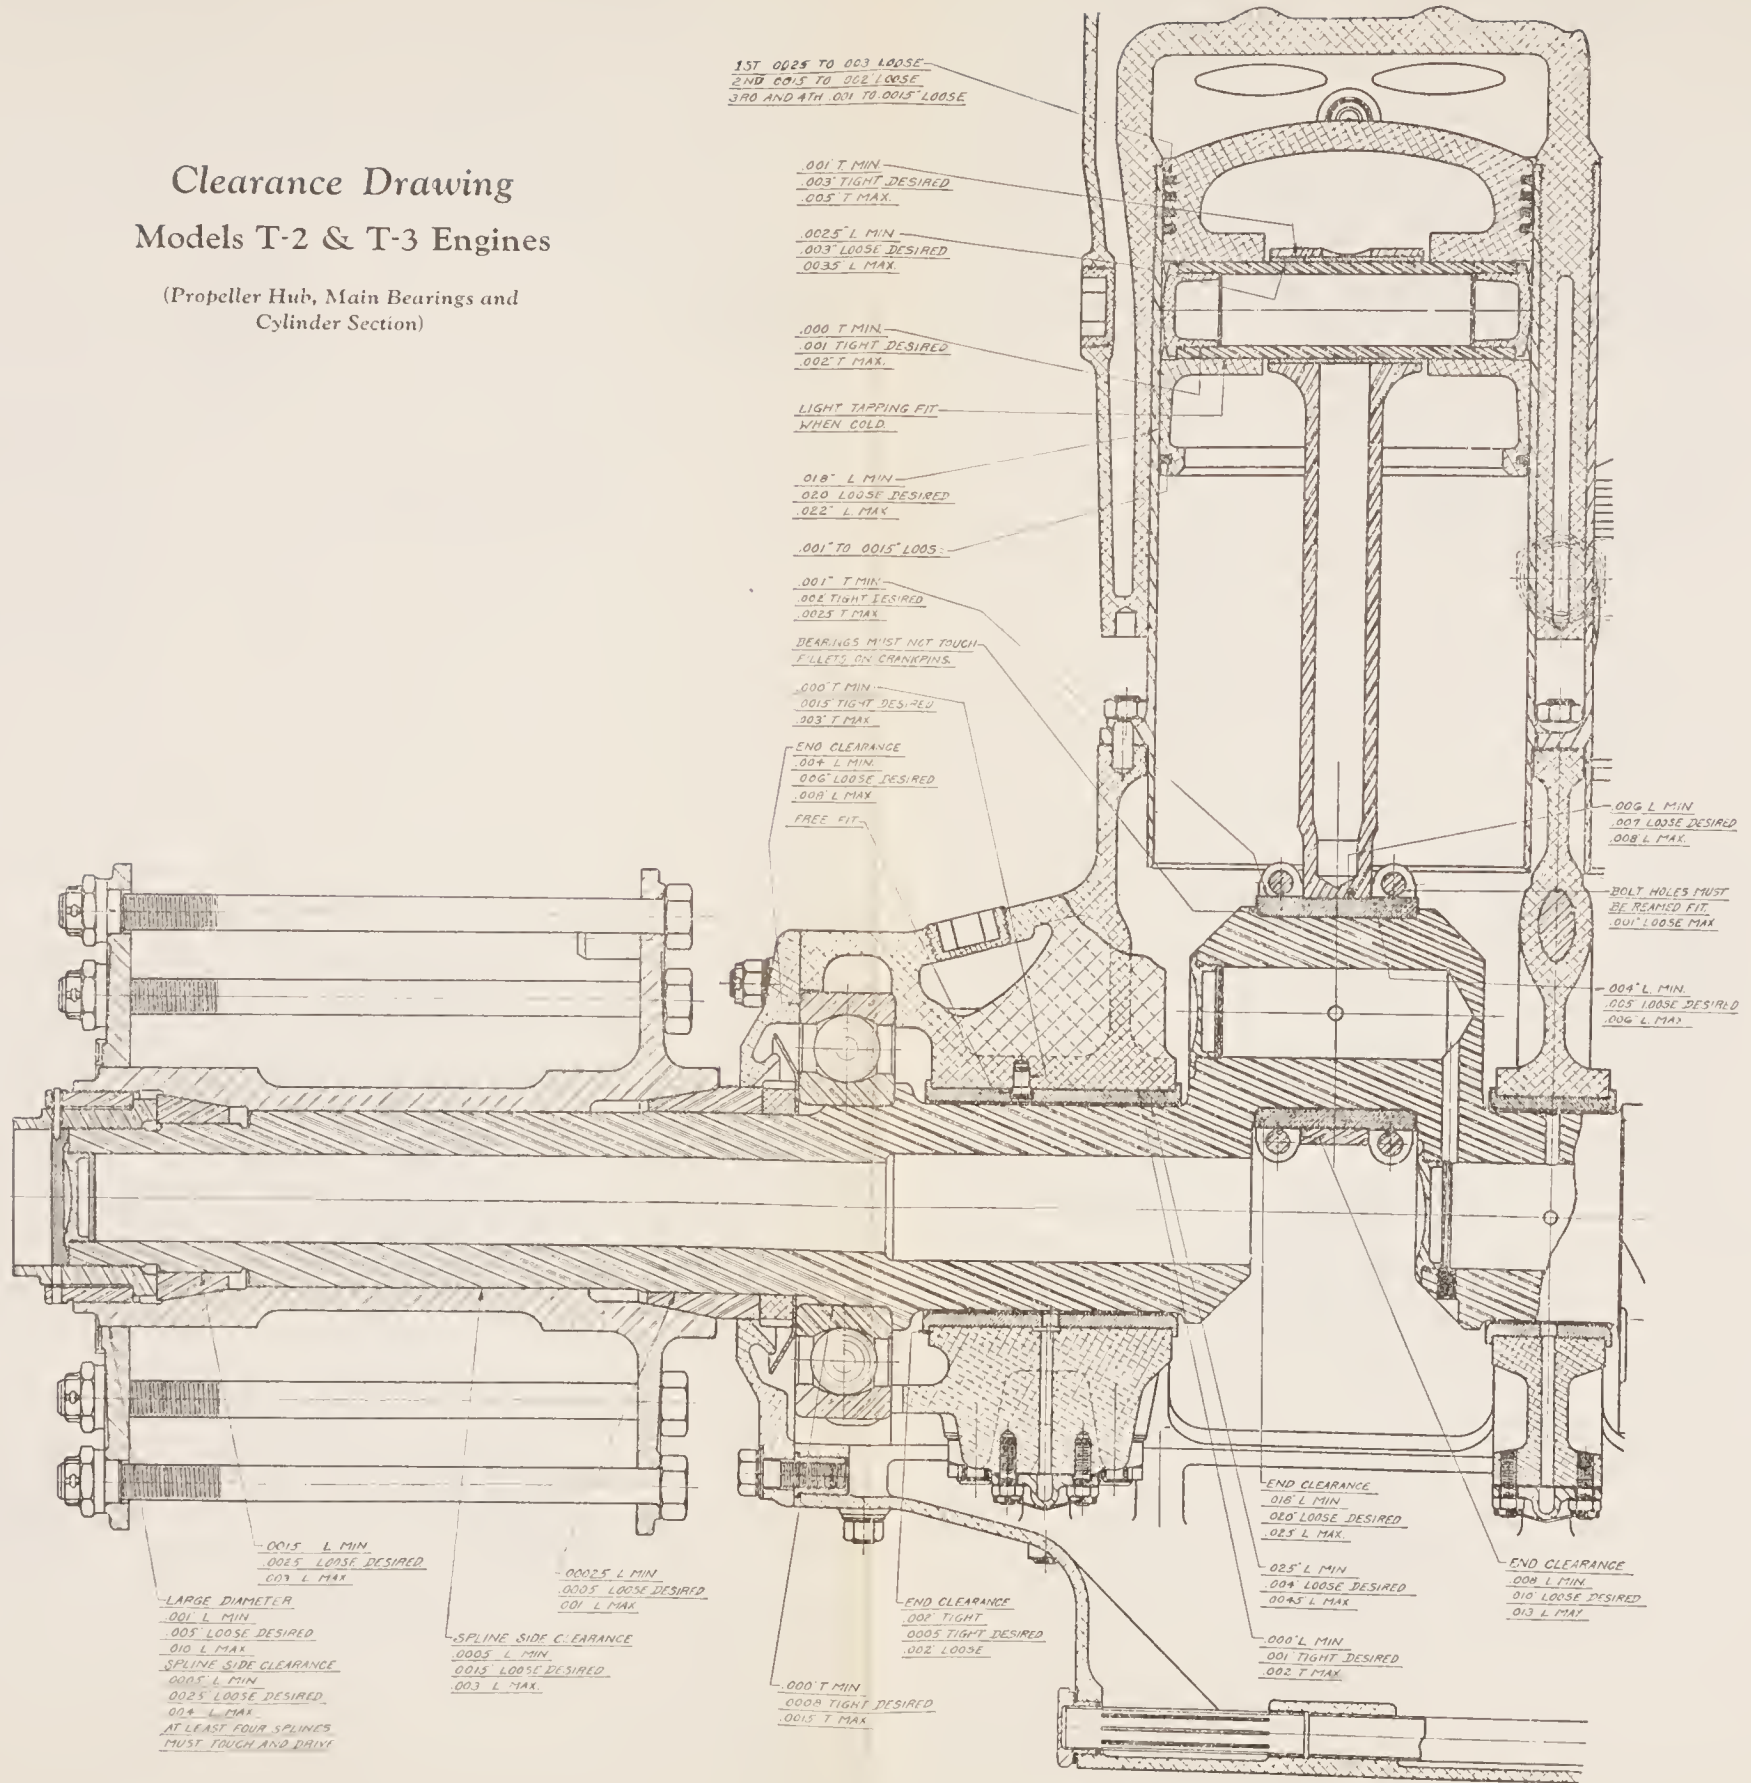 Clearance Drawing
Models T-2 & T-3 Engines
(Propeller Hub, Main Bearings and
Cylinder Section)
1ST 0025 TO 003 LOOSE
2ND 0015 TO 002 LOOSE
3RD AND 4TH .001 TO .0015" LOOSE
.001" T MIN.
.003" TIGHT DESIRED
.005" T MAX.
.0025" L MIN
.003" LOOSE DESIRED
.0035" L MAX.
.000 T MIN.
.001 TIGHT DESIRED
.002" T MAX.
LIGHT TAPPING FIT
WHEN COLD.
.018" L MIN
.020 LOOSE DESIRED
.022" L. MAX
.001" TO 0015" LOOSE
.001" T MIN
.002 TIGHT DESIRED
.0025 T MAX
BEARINGS MUST NOT TOUCH
FILLETS ON CRANKPINS.
.000" T MIN
.0015 TIGHT DESIRED
.003" T MAX
END CLEARANCE
.004 L MIN.
.006" LOOSE DESIRED
.008" L MAX
FREE FIT
.006 L MIN
.007 LOOSE DESIRED
.008 L MAX.
BOLT HOLES MUST
BE REAMED FIT.
.001" LOOSE MAX
.004" L. MIN.
.005 LOOSE DESIRED
.006" L. MAX
END CLEARANCE
.018" L MIN
.020" LOOSE DESIRED
.025 L MAX.
.025" L MIN
.004" LOOSE DESIRED
.0045" L MAX
.000" L MIN
.001 TIGHT DESIRED
.002 T MAX
END CLEARANCE
.008 L MIN.
.010" LOOSE DESIRED
.013 L MAX
.0015 L MIN
.0025 LOOSE DESIRED
.003 L MAX
LARGE DIAMETER
.001" L MIN
.005" LOOSE DESIRED
.010 L MAX
SPLINE SIDE CLEARANCE
.0005" L MIN
.0025" LOOSE DESIRED
.004 L MAX
AT LEAST FOUR SPLINES
MUST TOUCH AND DRIVE
SPLINE SIDE CLEARANCE
.0005 L MIN
.0015" LOOSE DESIRED
.003 L MAX.
.00025 L MIN
.0005 LOOSE DESIRED
.001 L MAX
.000" T MIN
.0008 TIGHT DESIRED
.0015 T MAX
END CLEARANCE
.002" TIGHT
.0005 TIGHT DESIRED
.002" LOOSE